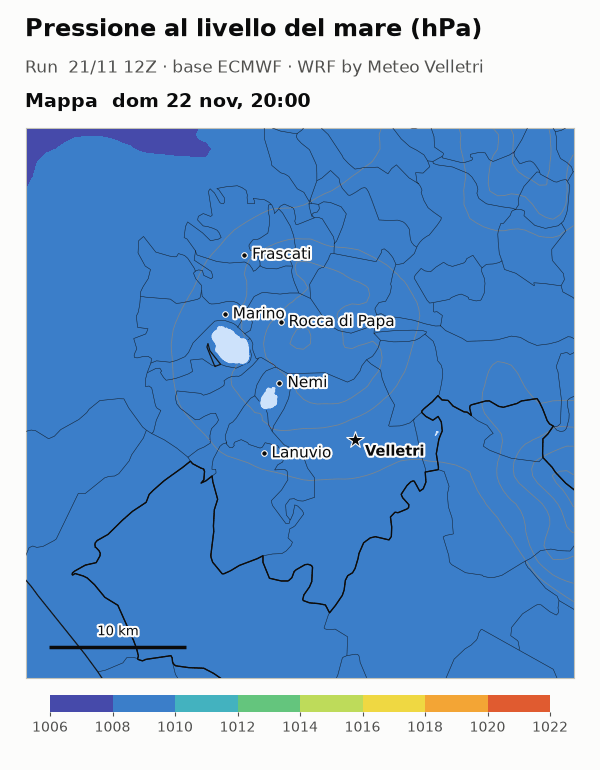 Pressione al livello del mare (hPa)
Run  21/11 12Z · base ECMWF · WRF by Meteo Velletri
Mappa  dom 22 nov, 20:00
Frascati
Marino
Rocca di Papa
Nemi
Velletri
Lanuvio
10 km
1006 1008 1010 1012 1014 1016 1018 1020 1022